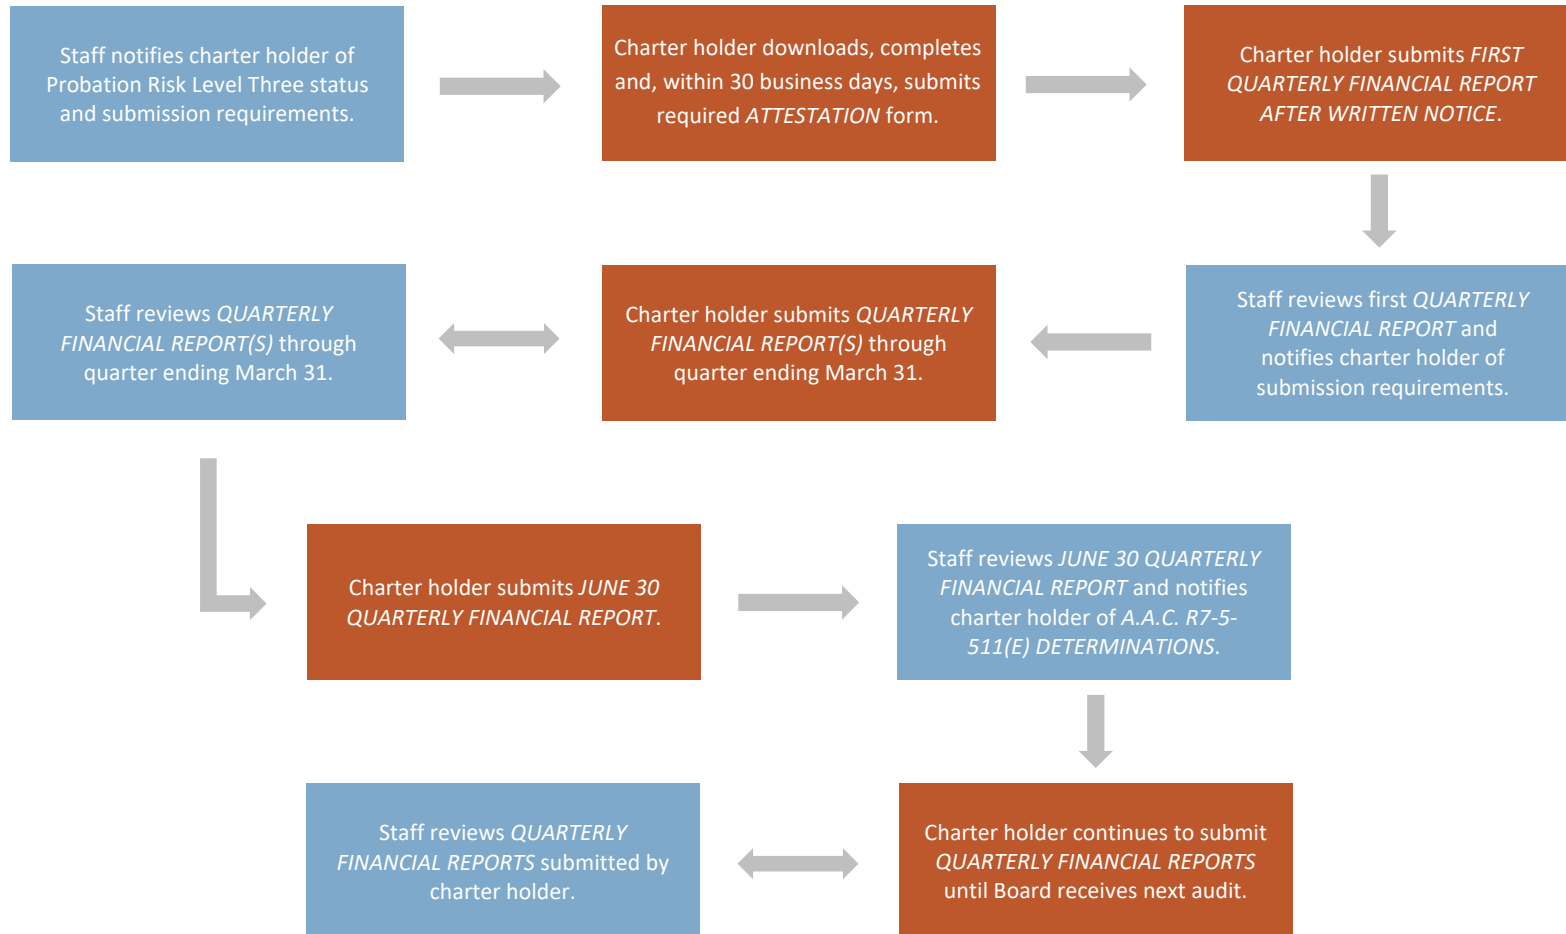 Staff notifies charter holder of
Probation Risk Level Three status
and submission requirements.
Charter holder downloads, completes
and, within 30 business days, submits
required ATTESTATION form.
Charter holder submits FIRST
QUARTERLY FINANCIAL REPORT
AFTER WRITTEN NOTICE.
Staff reviews first QUARTERLY
FINANCIAL REPORT and
notifies charter holder of
submission requirements.
Charter holder submits QUARTERLY
FINANCIAL REPORT(S) through
quarter ending March 31.
Staff reviews QUARTERLY
FINANCIAL REPORT(S) through
quarter ending March 31.
Charter holder submits JUNE 30
QUARTERLY FINANCIAL REPORT.
Staff reviews JUNE 30 QUARTERLY
FINANCIAL REPORT and notifies
charter holder of A.A.C. R7-5-
511(E) DETERMINATIONS.
Charter holder continues to submit
QUARTERLY FINANCIAL REPORTS
until Board receives next audit.
Staff reviews QUARTERLY
FINANCIAL REPORTS submitted by
charter holder.